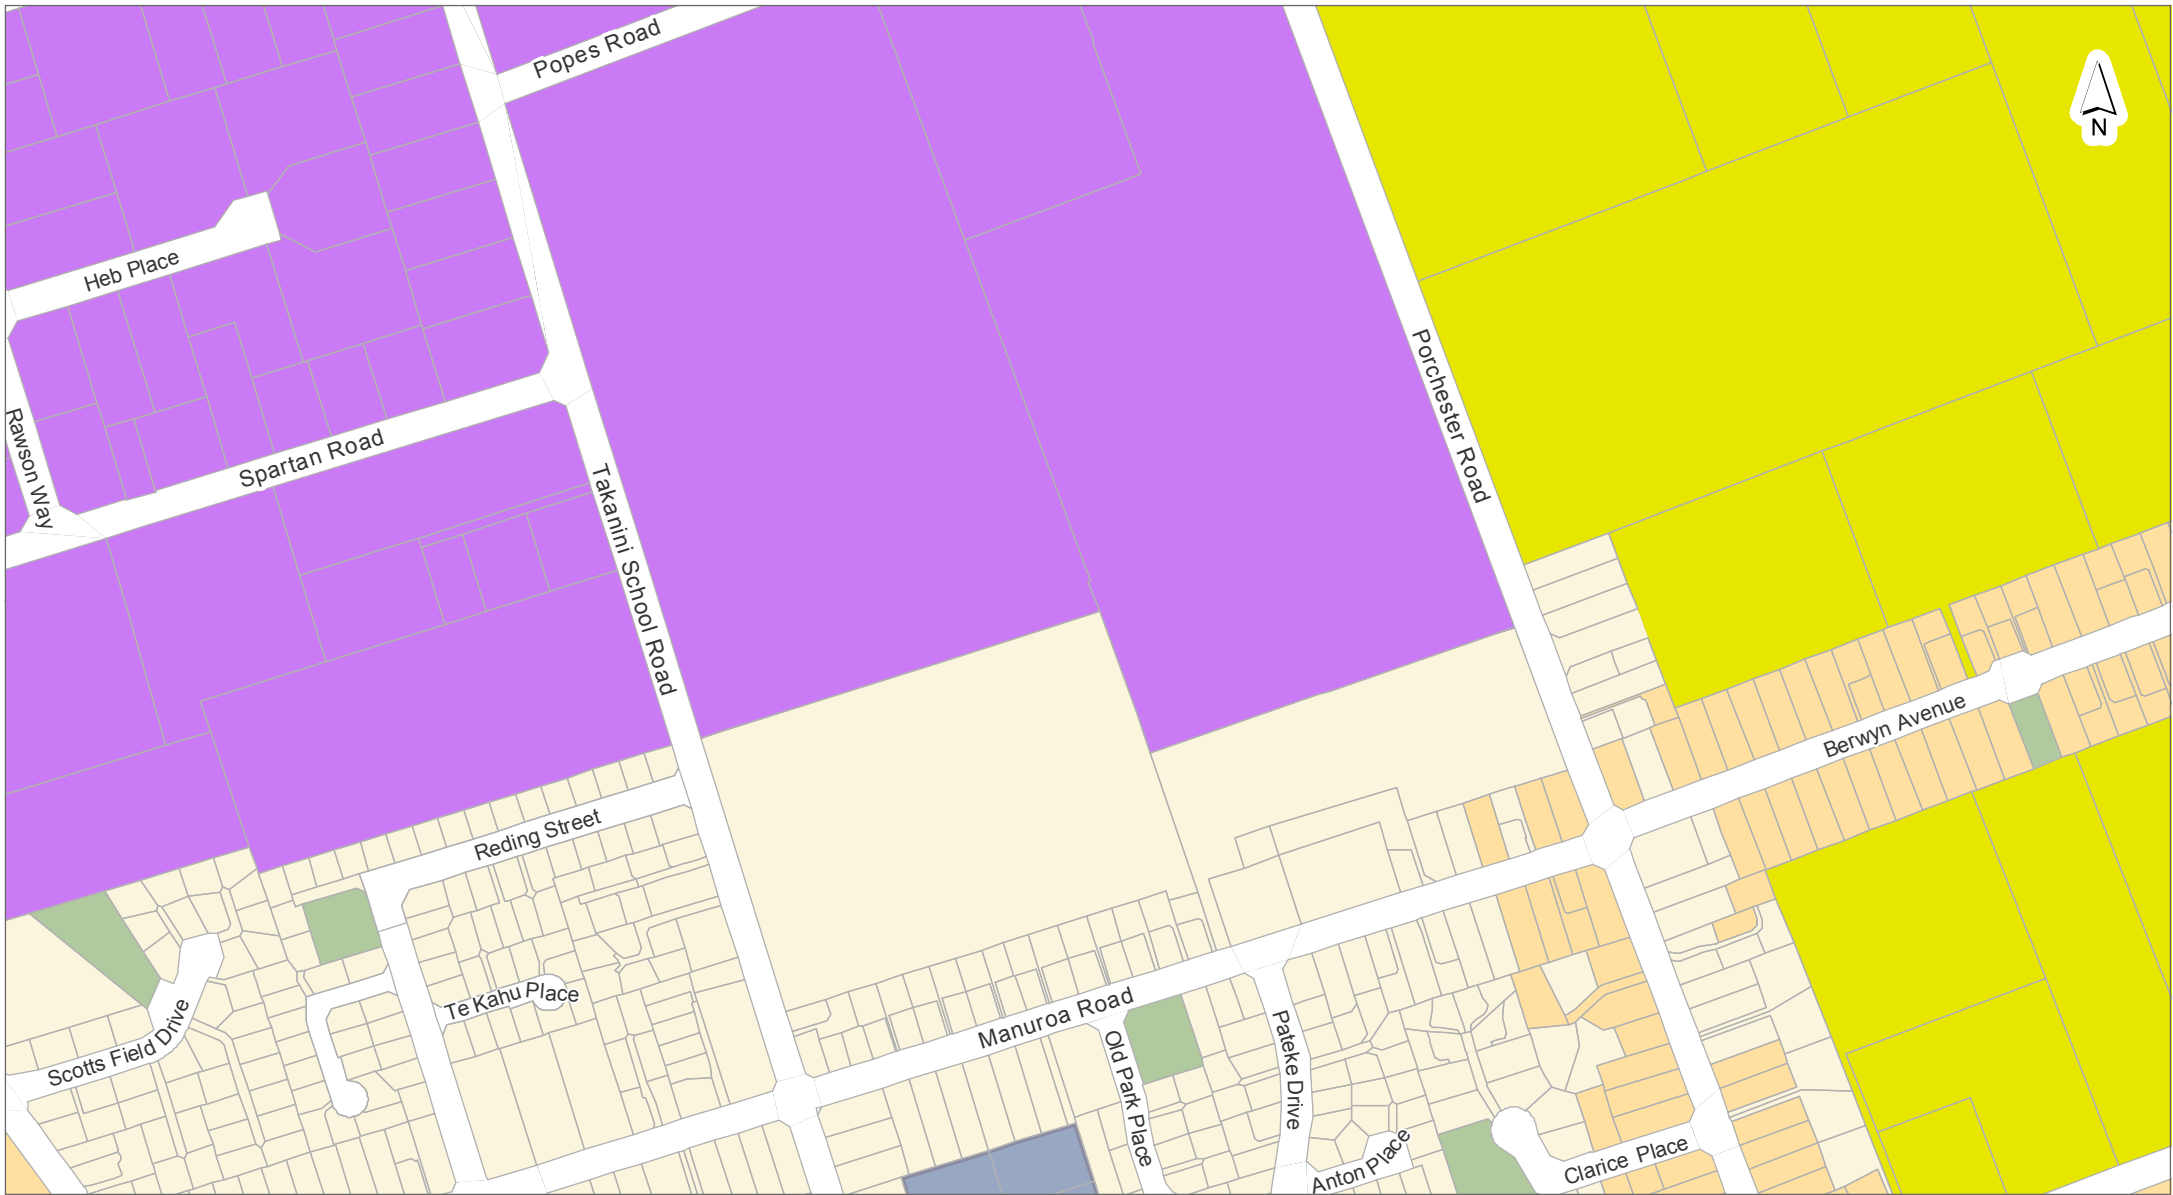 Popes Road
N
Heb Place
Porchester Road
Rawson Way
Spartan Road
Takanini School Road
Berwyn Avenue
Reding Street
Te Kahu Place
Manuroa Road
Scotts Field Drive
Old Park Place
Pateke Drive
Anton Place
Clarice Place